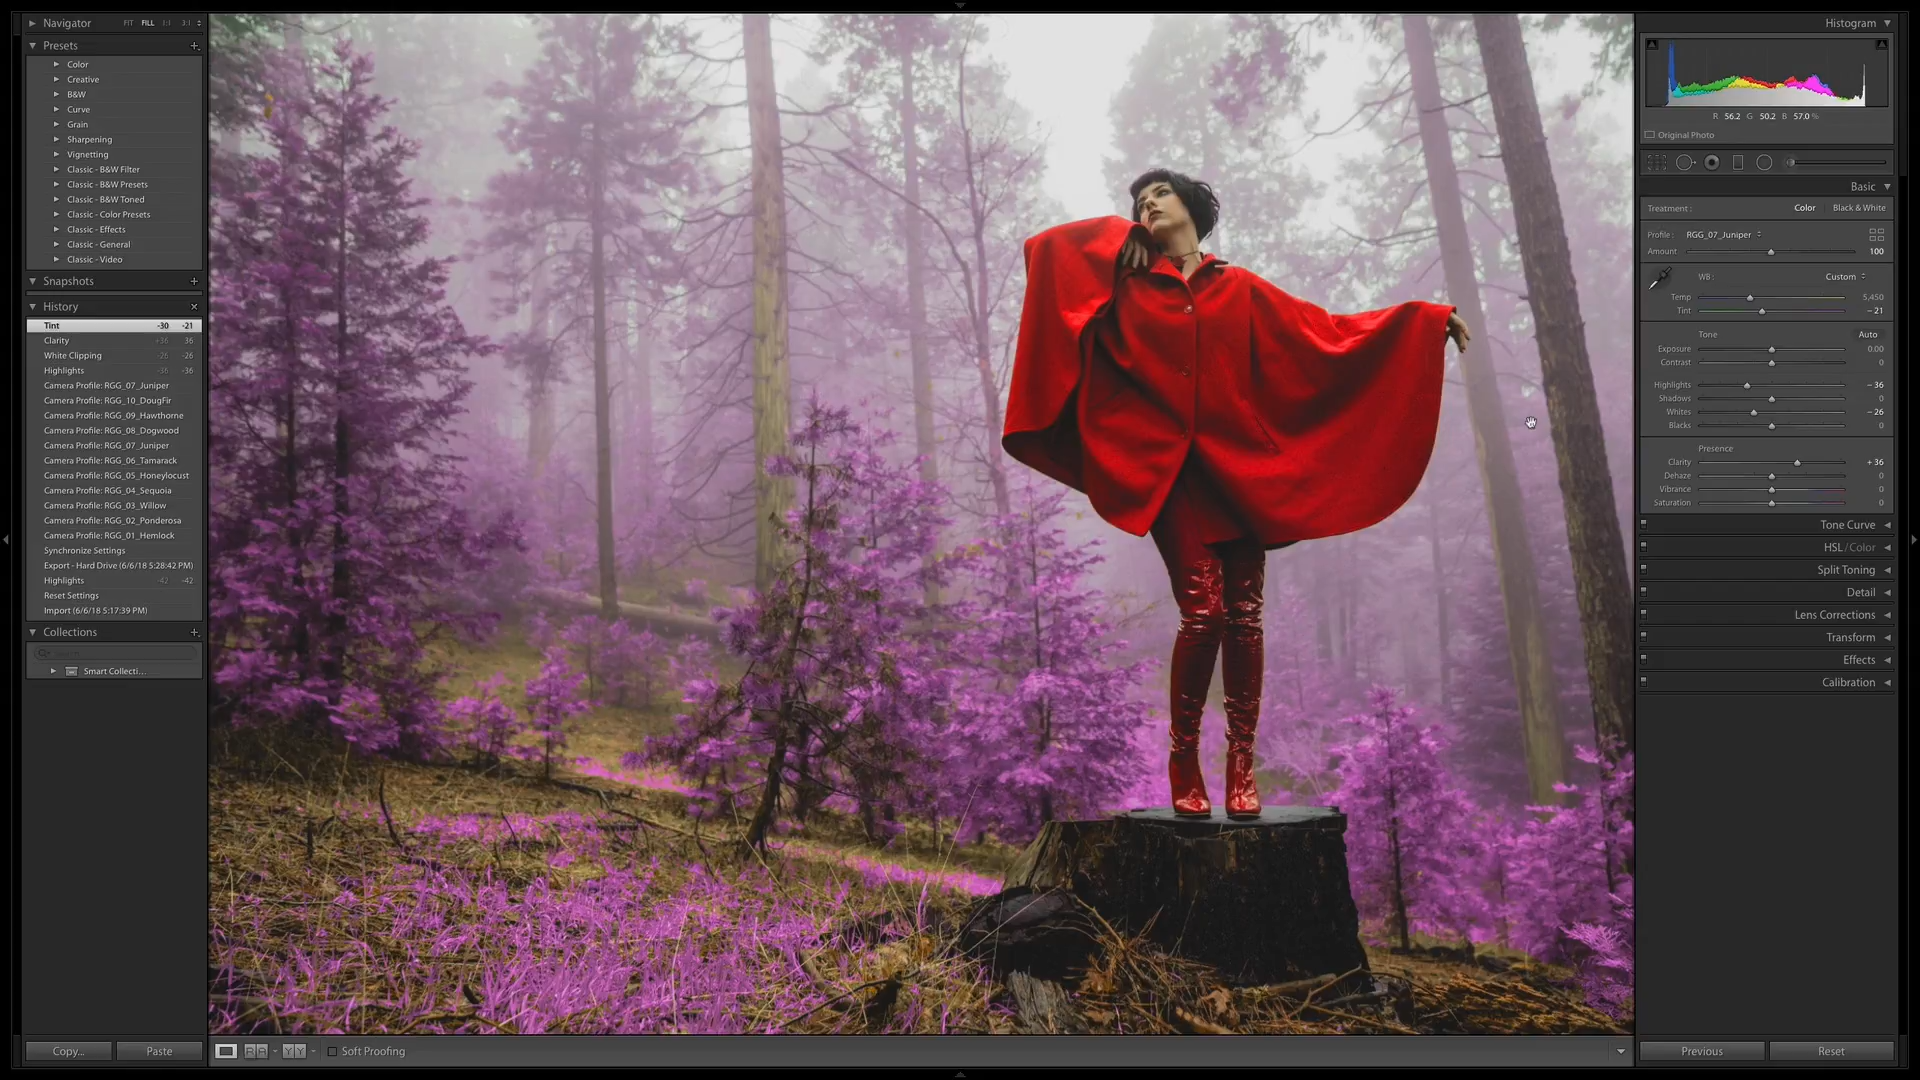 Navigator FIT FILL 1:1 3:1
Presets
Color
Creative
B&W
Curve
Grain
Sharpening
Vignetting
Classic - B&W Filter
Classic - B&W Presets
Classic - B&W Toned
Classic - Color Presets
Classic - Effects
Classic - General
Classic - Video
Snapshots
History
Tint -30 -21
Clarity +36 36
White Clipping -26 -26
Highlights -36 -36
Camera Profile: RGG_07_Juniper
Camera Profile: RGG_10_DougFir
Camera Profile: RGG_09_Hawthorne
Camera Profile: RGG_08_Dogwood
Camera Profile: RGG_07_Juniper
Camera Profile: RGG_06_Tamarack
Camera Profile: RGG_05_Honeylocust
Camera Profile: RGG_04_Sequoia
Camera Profile: RGG_03_Willow
Camera Profile: RGG_02_Ponderosa
Camera Profile: RGG_01_Hemlock
Synchronize Settings
Export - Hard Drive (6/6/18 5:28:42 PM)
Highlights -42 -42
Reset Settings
Import (6/6/18 5:17:39 PM)
Collections
Smart Collecti...
Copy... Paste
Soft Proofing
Histogram
R 56.2 G 50.2 B 57.0 %
Original Photo
Basic
Treatment : Color Black & White
Profile : RGG_07_Juniper
Amount 100
WB : Custom
Temp 5,450
Tint - 21
Tone Auto
Exposure 0.00
Contrast 0
Highlights - 36
Shadows 0
Whites - 26
Blacks 0
Presence
Clarity + 36
Dehaze 0
Vibrance 0
Saturation 0
Tone Curve
HSL / Color
Split Toning
Detail
Lens Corrections
Transform
Effects
Calibration
Previous Reset